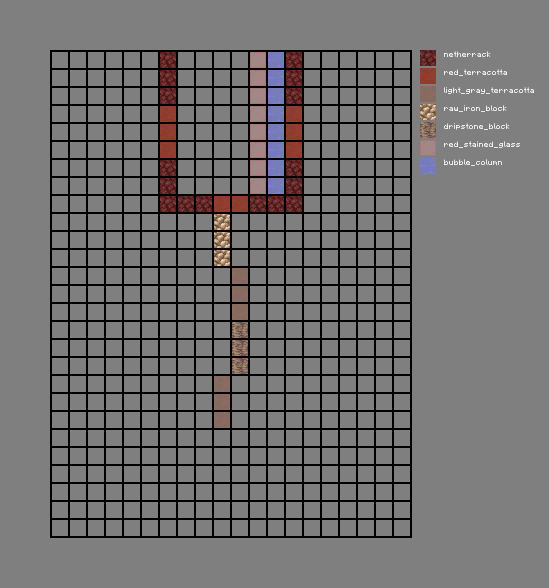 netherrack
red_terracotta
light_gray_terracotta
raw_iron_block
dripstone_block
red_stained_glass
bubble_column